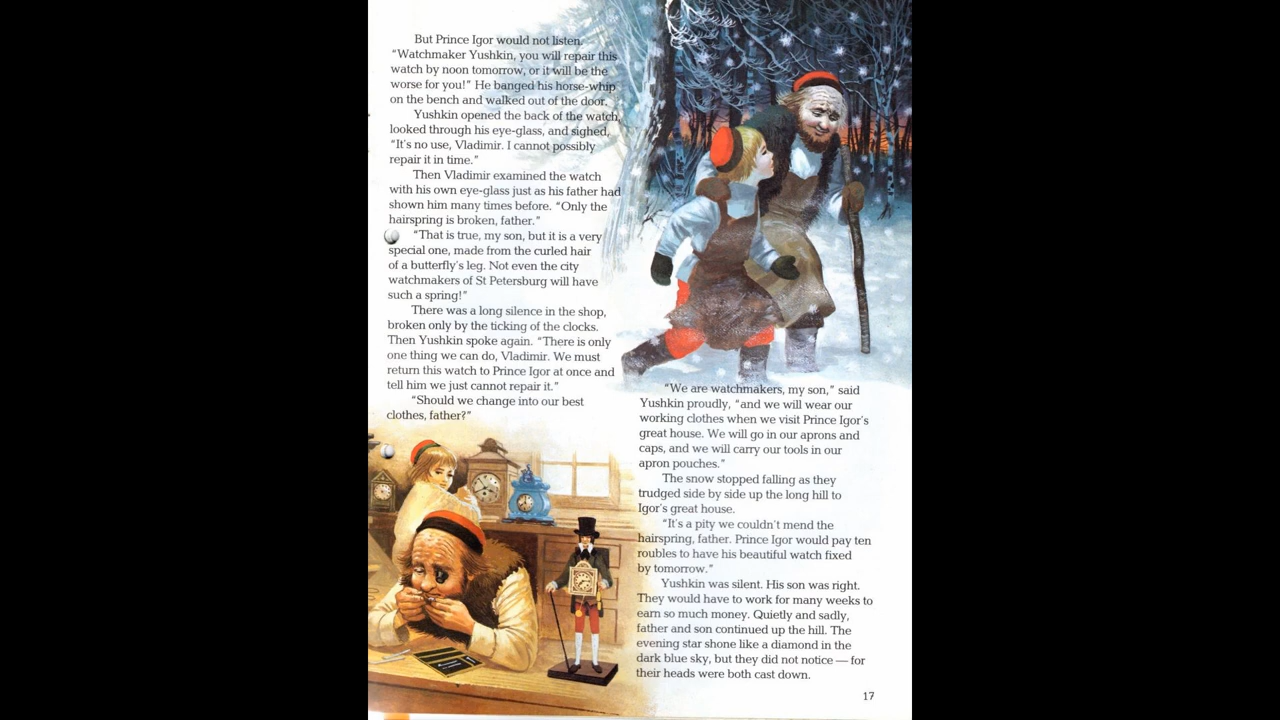 But Prince Igor would not listen.
“Watchmaker Yushkin, you will repair this
watch by noon tomorrow, or it will be the
worse for you!” He banged his horse-whip
on the bench and walked out of the door.
Yushkin opened the back of the watch,
looked through his eye-glass, and sighed,
“It's no use, Vladimir. I cannot possibly
repair it in time.”
Then Vladimir examined the watch
with his own eye-glass just as his father had
shown him many times before. “Only the
hairspring is broken, father.”
“That is true, my son, but it is a very
special one, made from the curled hair
of a butterfly's leg. Not even the city
watchmakers of St Petersburg will have
such a spring!”
There was a long silence in the shop,
broken only by the ticking of the clocks.
Then Yushkin spoke again. “There is only
one thing we can do, Vladimir. We must
return this watch to Prince Igor at once and
tell him we just cannot repair it.”
“Should we change into our best
clothes, father?”
“We are watchmakers, my son,” said
Yushkin proudly, “and we will wear our
working clothes when we visit Prince Igor's
great house. We will go in our aprons and
caps, and we will carry our tools in our
apron pouches.”
The snow stopped falling as they
trudged side by side up the long hill to
Igor's great house.
“It's a pity we couldn't mend the
hairspring, father. Prince Igor would pay ten
roubles to have his beautiful watch fixed
by tomorrow.”
Yushkin was silent. His son was right.
They would have to work for many weeks to
earn so much money. Quietly and sadly,
father and son continued up the hill. The
evening star shone like a diamond in the
dark blue sky, but they did not notice — for
their heads were both cast down.
17